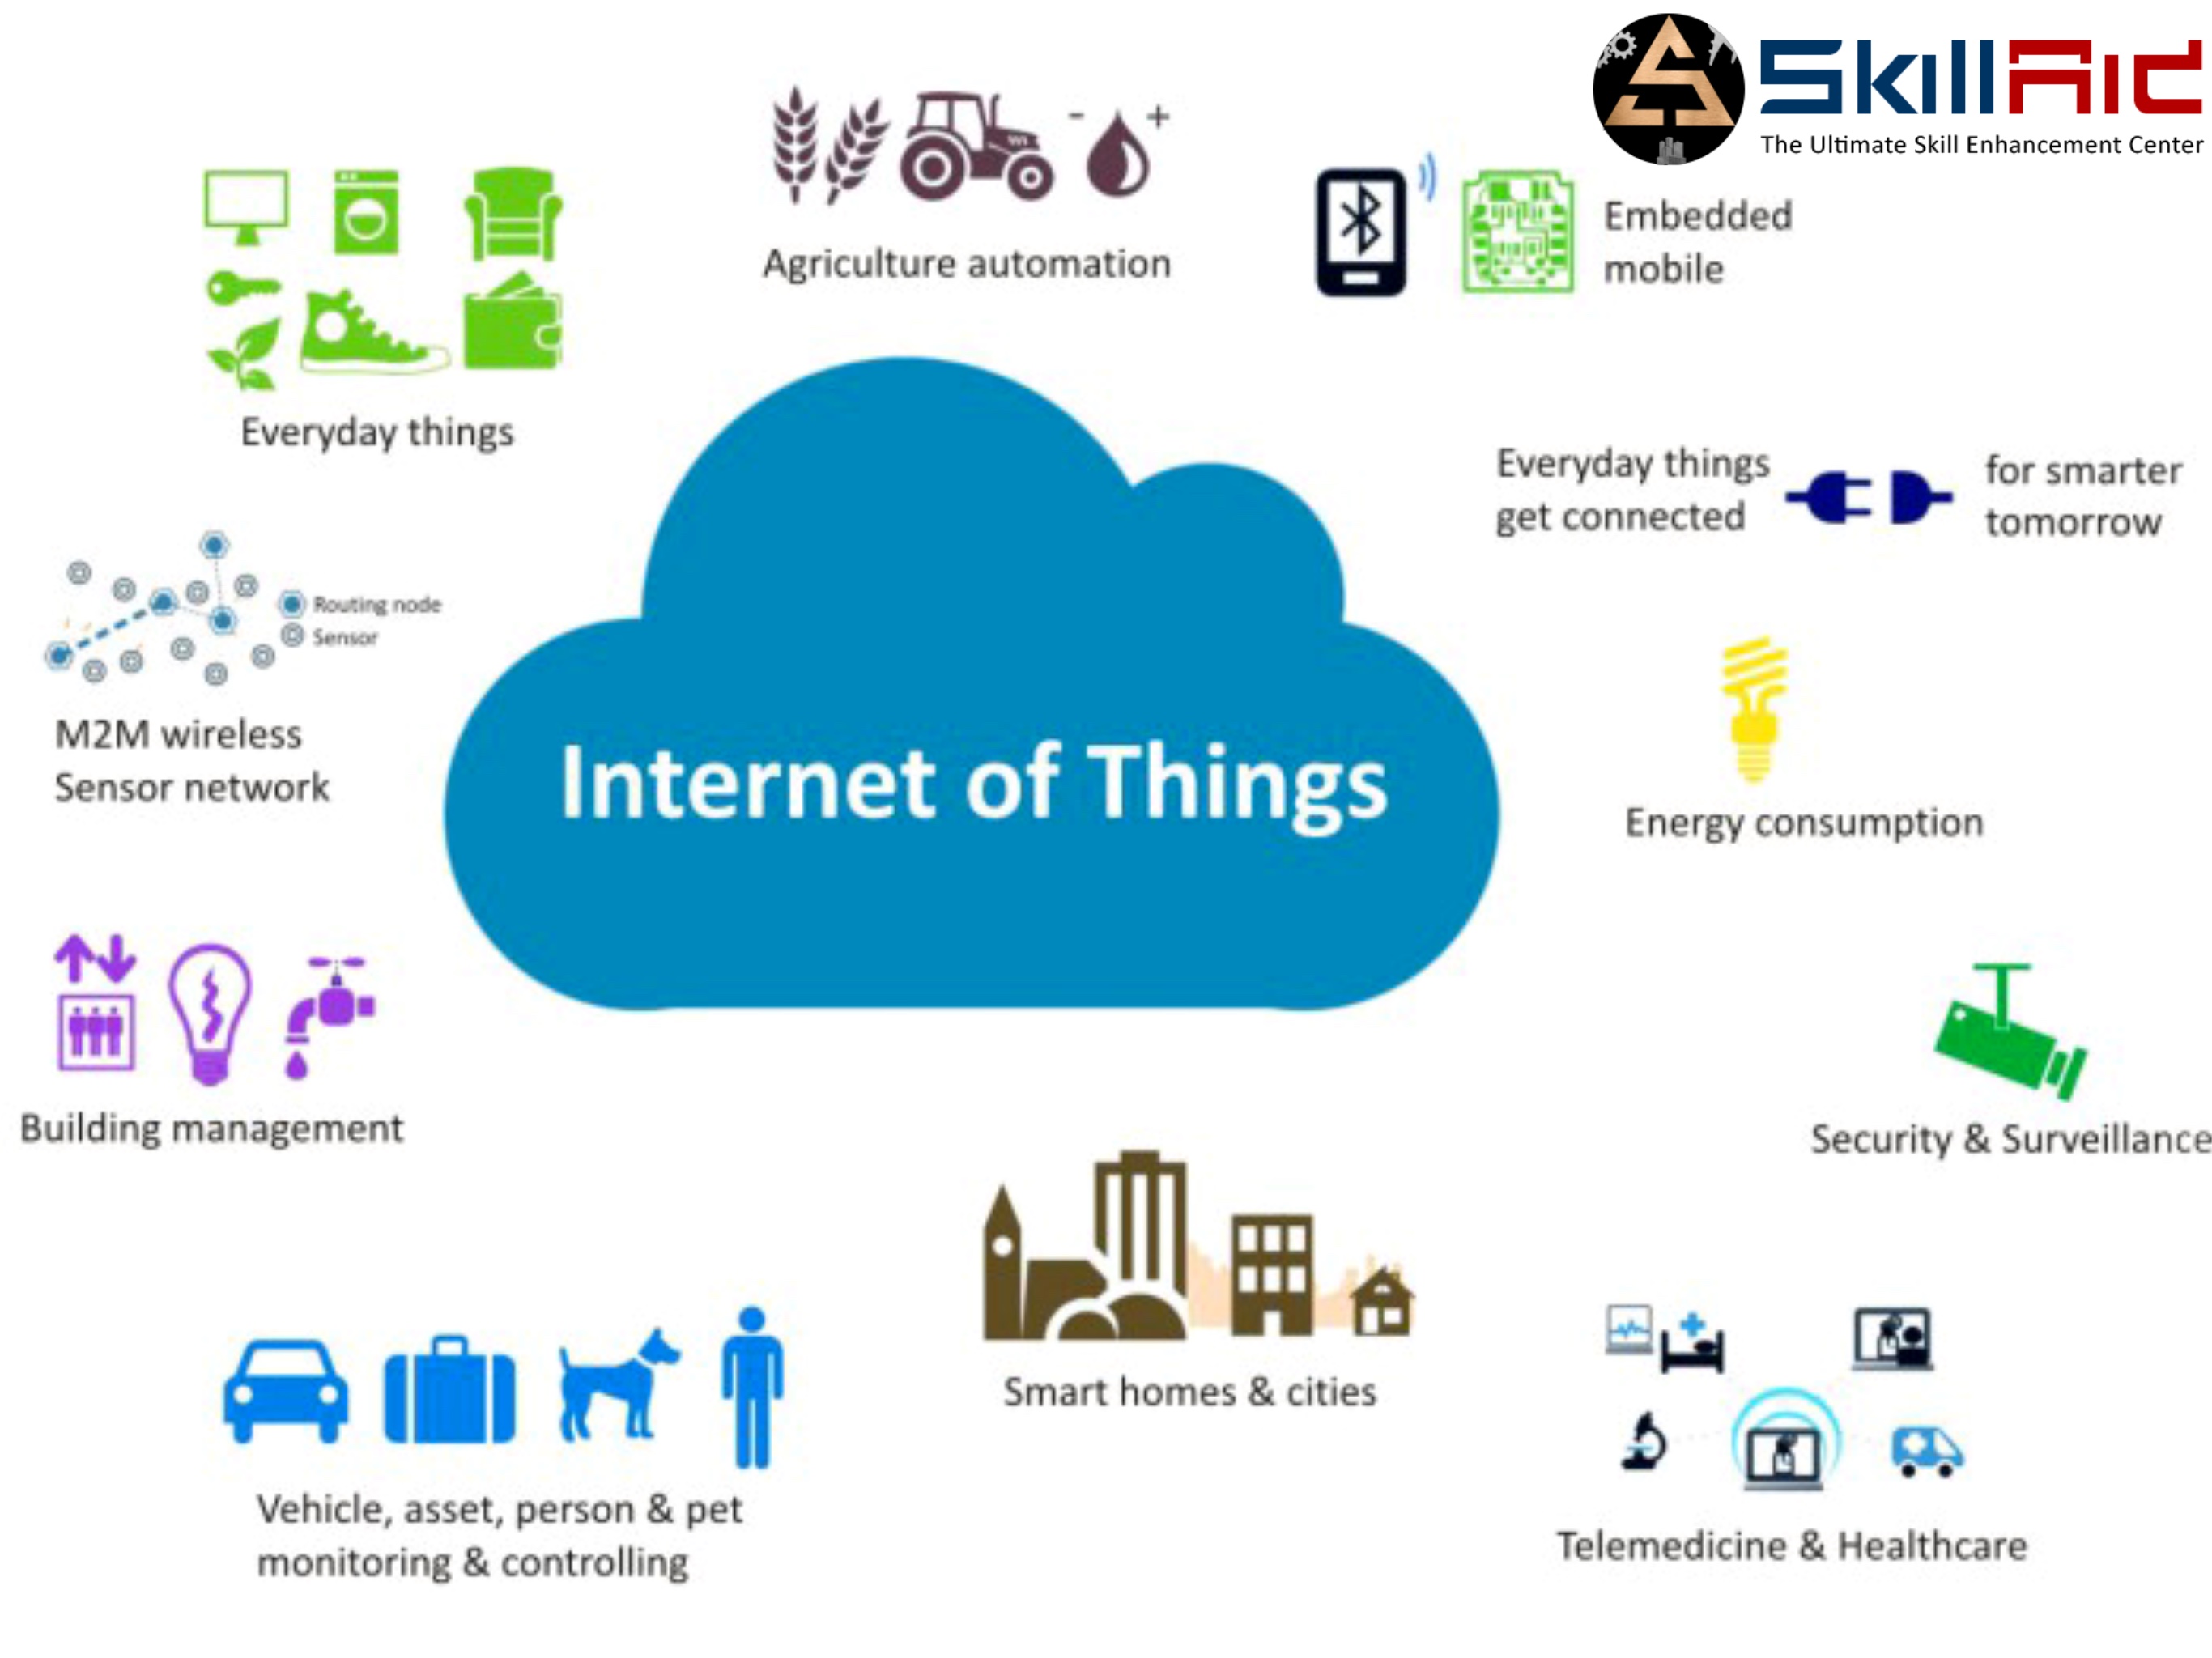 SkillAid
The Ultimate Skill Enhancement Center
Agriculture automation
Embedded
mobile
Everyday things
Everyday things
get connected
for smarter
tomorrow
Routing node
Sensor
M2M wireless
Sensor network
Internet of Things
Energy consumption
Building management
Security & Surveillance
Smart homes & cities
Vehicle, asset, person & pet
monitoring & controlling
Telemedicine & Healthcare